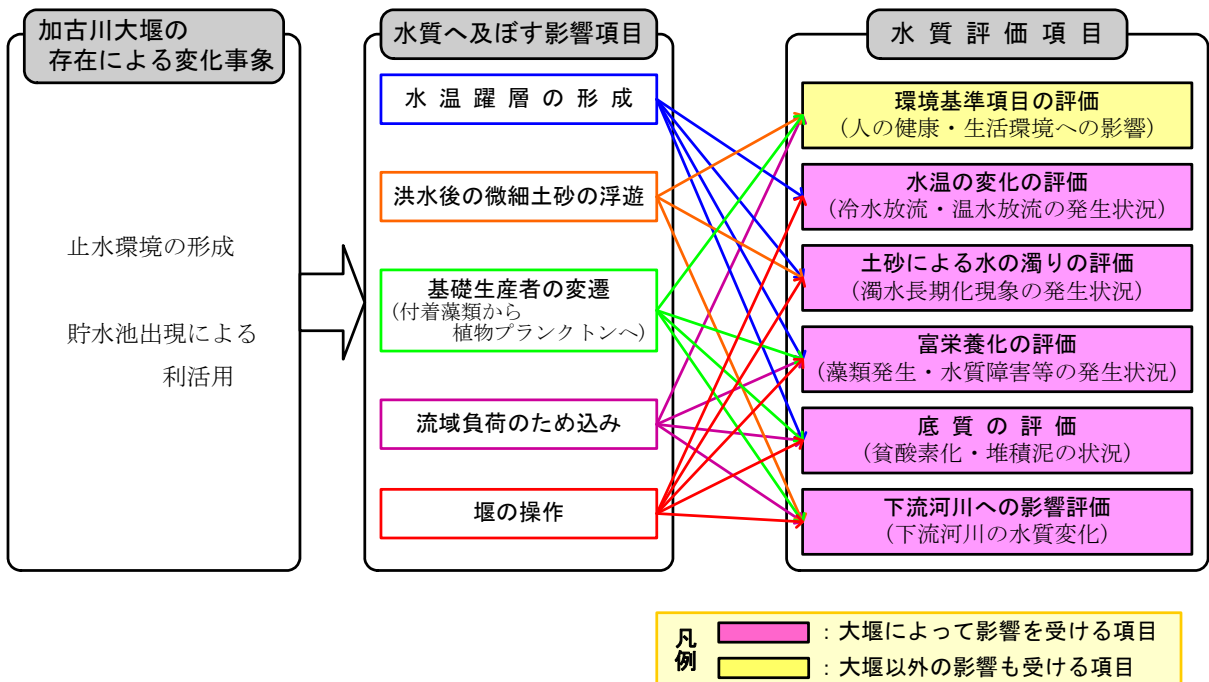 加古川大堰の
存在による変化事象
止水環境の形成
貯水池出現による
利活用
水質へ及ぼす影響項目
水温躍層の形成
洪水後の微細土砂の浮遊
基礎生産者の変遷
(付着藻類から
植物プランクトンへ)
流域負荷のため込み
堰の操作
水質評価項目
環境基準項目の評価
(人の健康・生活環境への影響)
水温の変化の評価
(冷水放流・温水放流の発生状況)
土砂による水の濁りの評価
(濁水長期化現象の発生状況)
富栄養化の評価
(藻類発生・水質障害等の発生状況)
底質の評価
(貧酸素化・堆積泥の状況)
下流河川への影響評価
(下流河川の水質変化)
凡例
：大堰によって影響を受ける項目
：大堰以外の影響も受ける項目